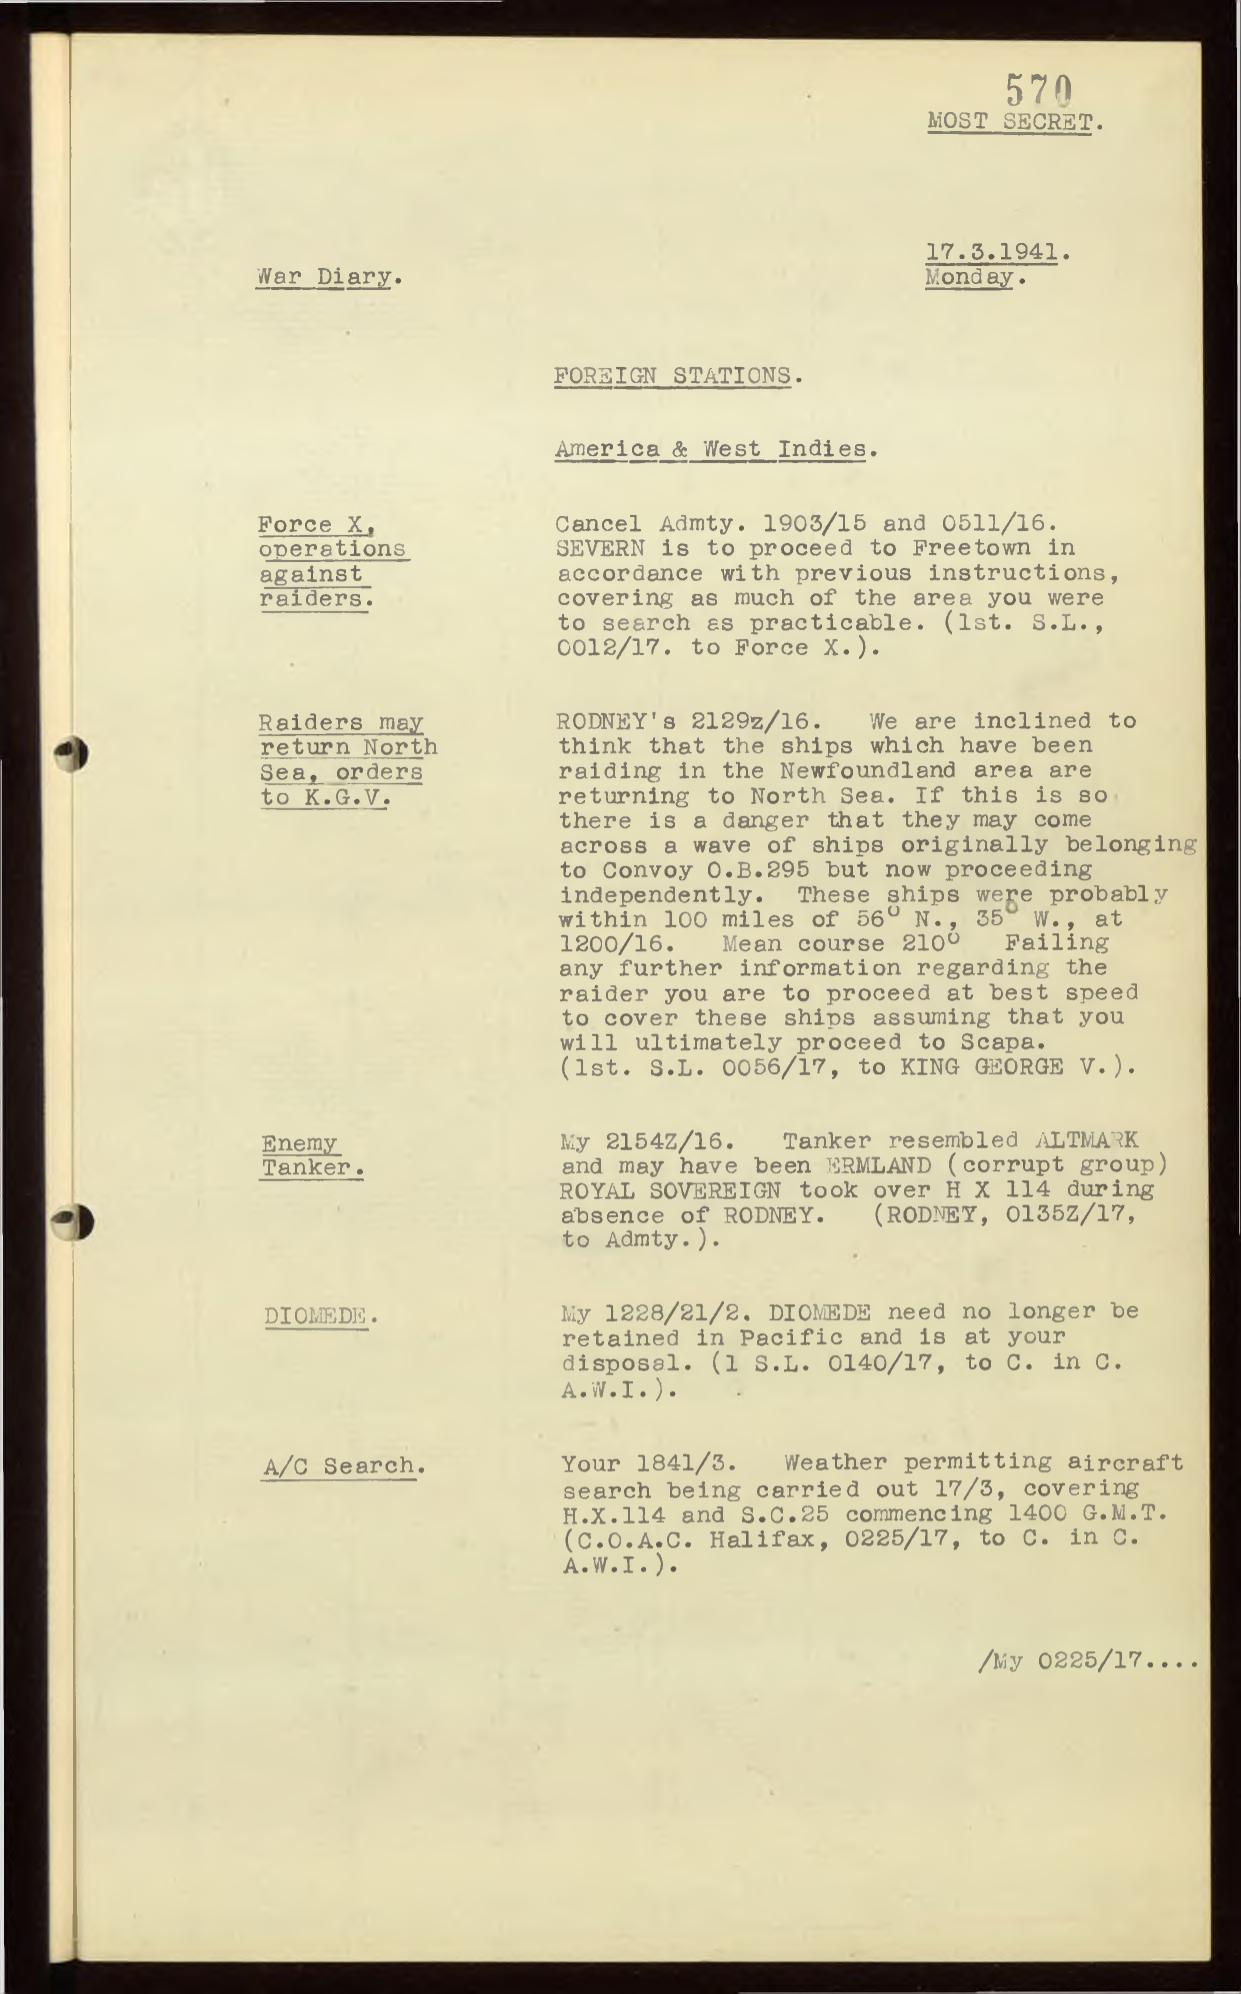 570
MOST SECRET.
17.3.1941.
War Diary.
Monday.
FOREIGN STATIONS.
America & West Indies.
Force X,
operations
against
raiders.
Cancel Admty. 1903/15 and 0511/16.
SEVERN is to proceed to Freetown in
accordance with previous instructions,
covering as much of the area you were
to search as practicable. (1st. S.L.,
0012/17. to Force X.).
Raiders may
return North
Sea, orders
to K.G.V.
RODNEY's 2129z/16. We are inclined to
think that the ships which have been
raiding in the Newfoundland area are
returning to North Sea. If this is so
there is a danger that they may come
across a wave of ships originally belonging
to Convoy O.B.295 but now proceeding
independently. These ships were probably
within 100 miles of 56° N., 35° W., at
1200/16. Mean course 210° Failing
any further information regarding the
raider you are to proceed at best speed
to cover these ships assuming that you
will ultimately proceed to Scapa.
(1st. S.L. 0056/17, to KING GEORGE V.).
Enemy
Tanker.
My 2154Z/16. Tanker resembled ALTMARK
and may have been ERMLAND (corrupt group)
ROYAL SOVEREIGN took over H X 114 during
absence of RODNEY. (RODNEY, 0135Z/17,
to Admty.).
DIOMEDE.
My 1228/21/2. DIOMEDE need no longer be
retained in Pacific and is at your
disposal. (1 S.L. 0140/17, to C. in C.
A.W.I.).
A/C Search.
Your 1841/3. Weather permitting aircraft
search being carried out 17/3, covering
H.X.114 and S.C.25 commencing 1400 G.M.T.
(C.O.A.C. Halifax, 0225/17, to C. in C.
A.W.I.).
/My 0225/17....